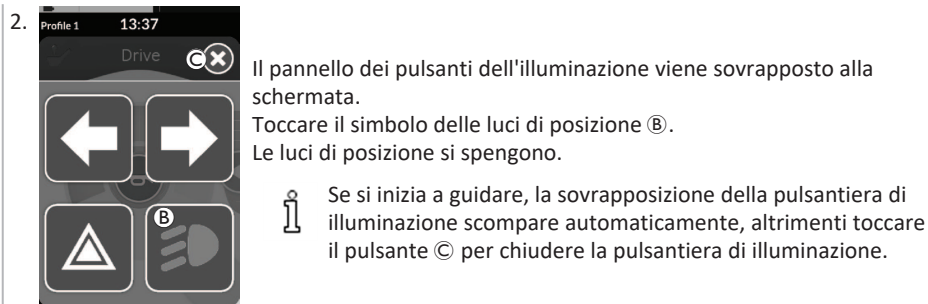 2.
Profile 1 13:37
Drive Ⓒ
Ⓑ
Il pannello dei pulsanti dell'illuminazione viene sovrapposto alla
schermata.
Toccare il simbolo delle luci di posizione Ⓑ.
Le luci di posizione si spengono.
Se si inizia a guidare, la sovrapposizione della pulsantiera di
illuminazione scompare automaticamente, altrimenti toccare
il pulsante Ⓒ per chiudere la pulsantiera di illuminazione.